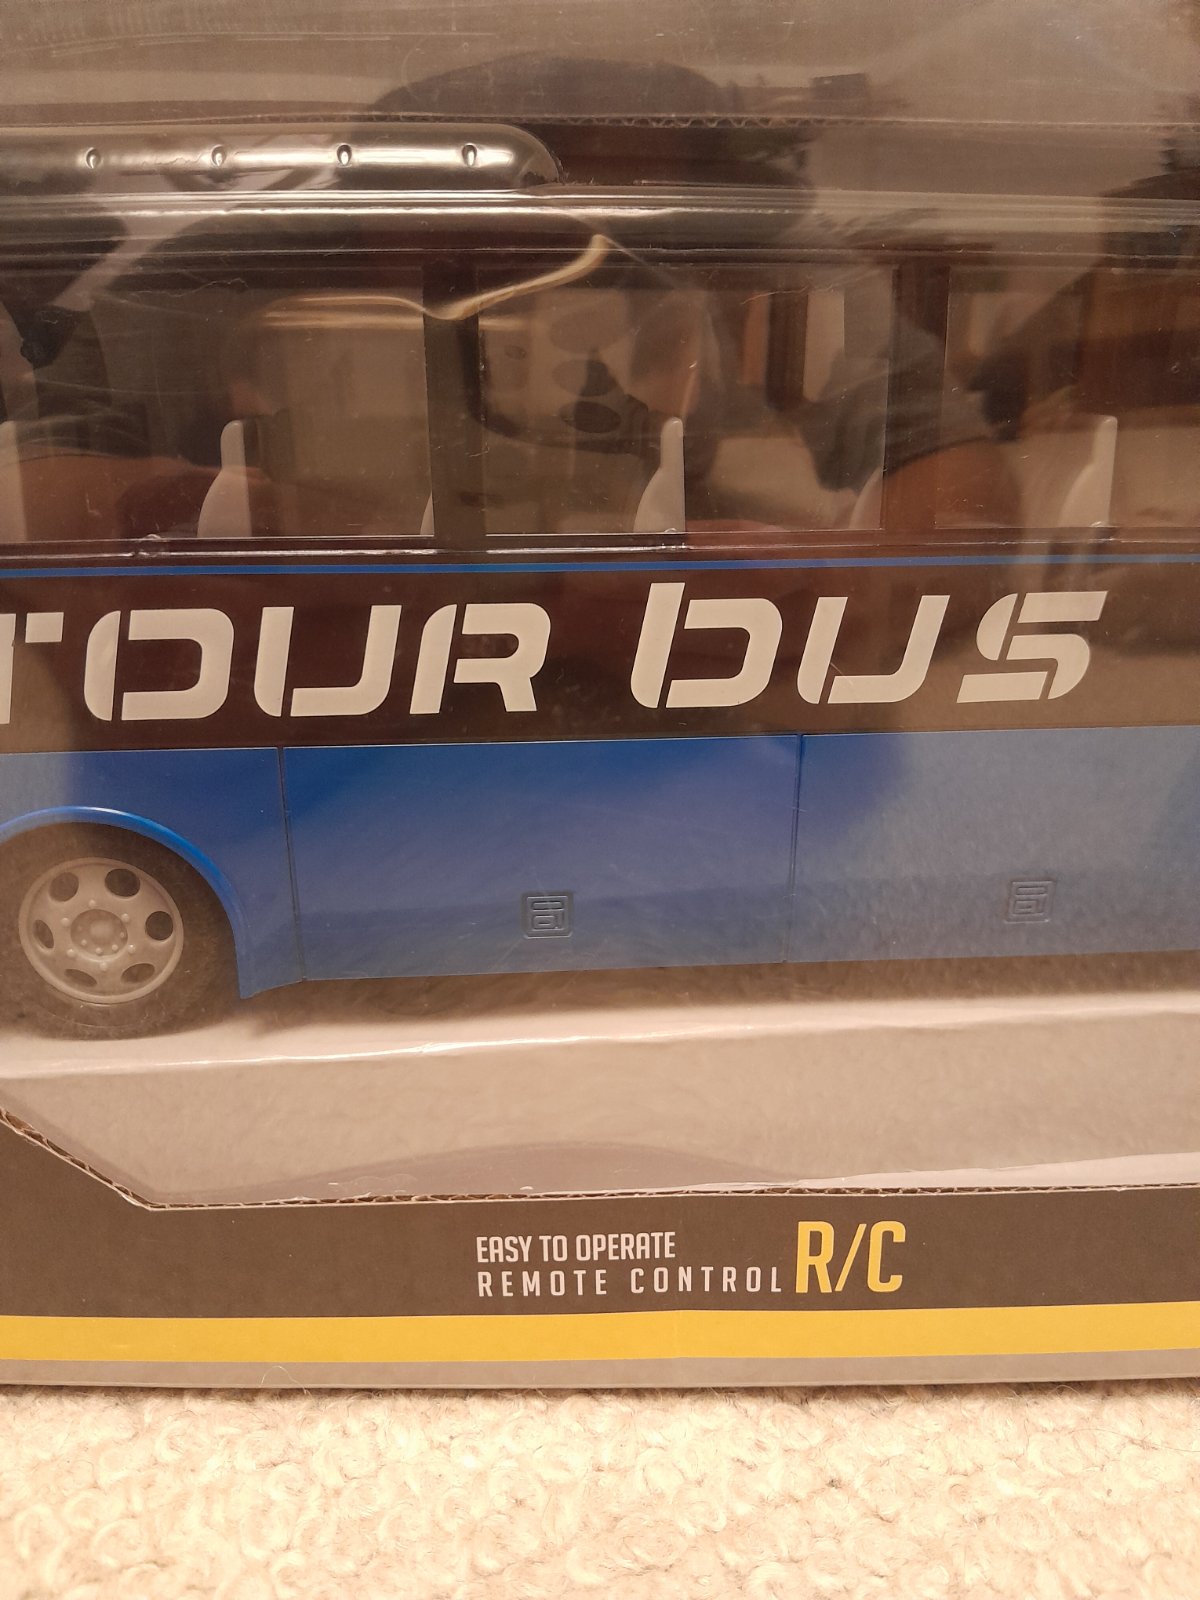 TOUR bUS
EASY TO OPERATE
REMOTE CONTROL R/C